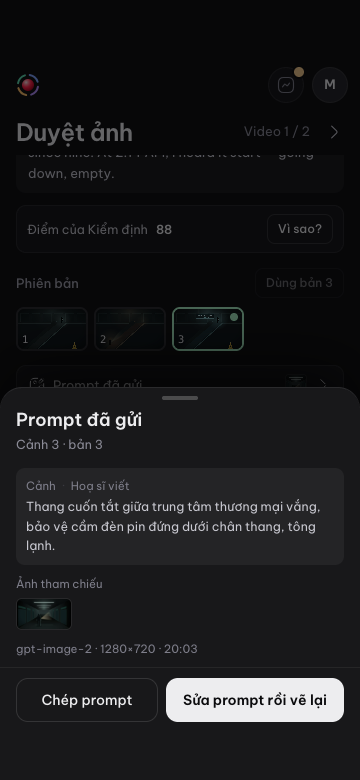 M
Duyệt ảnh
Video 1 / 2
down, empty.
Điểm của Kiểm định 88
Vì sao?
Phiên bản
Dùng bản 3
1
2
3
Prompt đã gửi
Prompt đã gửi
Cảnh 3 · bản 3
Cảnh · Hoạ sĩ viết
Thang cuốn tắt giữa trung tâm thương mại vắng,
bảo vệ cầm đèn pin đứng dưới chân thang, tông
lạnh.
Ảnh tham chiếu
gpt-image-2 · 1280×720 · 20:03
Chép prompt
Sửa prompt rồi vẽ lại